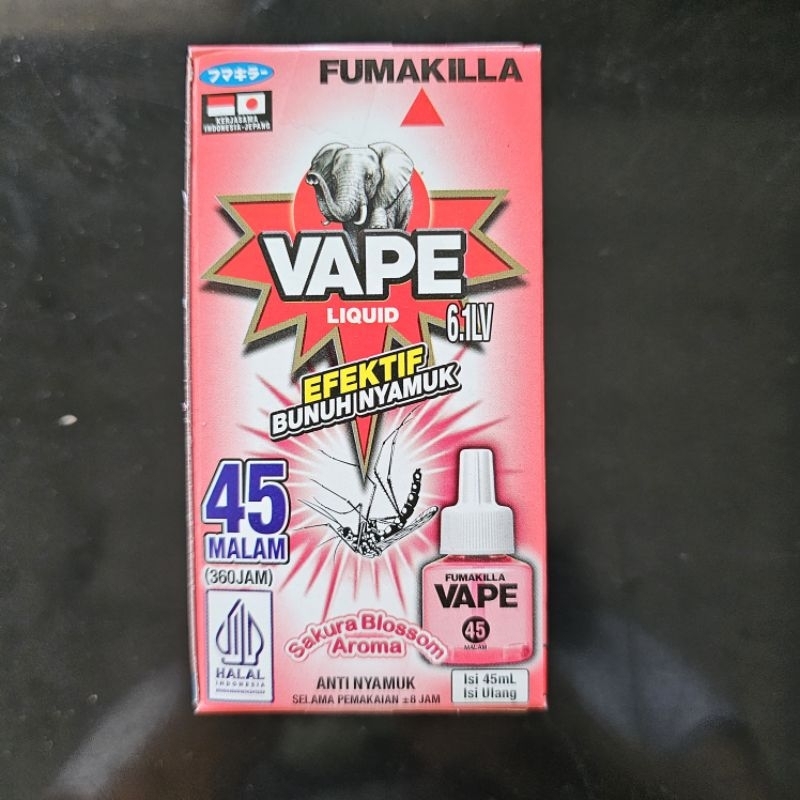 フマキラー
FUMAKILLA
KERJASAMA
INDONESIA-JEPANG
VAPE
LIQUID
6.1LV
EFEKTIF
BUNUH NYAMUK
45
MALAM
(360JAM)
FUMAKILLA
VAPE
45
MALAM
Sakura Blossom
Aroma
HALAL
INDONESIA
ANTI NYAMUK
SELAMA PEMAKAIAN ±8 JAM
Isi 45mL
Isi Ulang